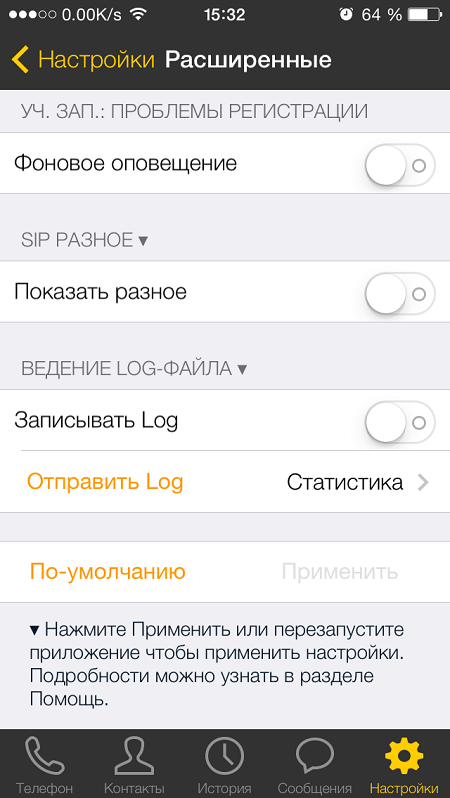 0.00K/s 15:32 64 %
Настройки Расширенные
УЧ. ЗАП.: ПРОБЛЕМЫ РЕГИСТРАЦИИ
Фоновое оповещение
SIP РАЗНОЕ ▾
Показать разное
ВЕДЕНИЕ LOG-ФАЙЛА ▾
Записывать Log
Отправить Log Статистика
По-умолчанию Применить
▾ Нажмите Применить или перезапустите
приложение чтобы применить настройки.
Подробности можно узнать в разделе
Помощь.
Телефон Контакты История Сообщения Настройки